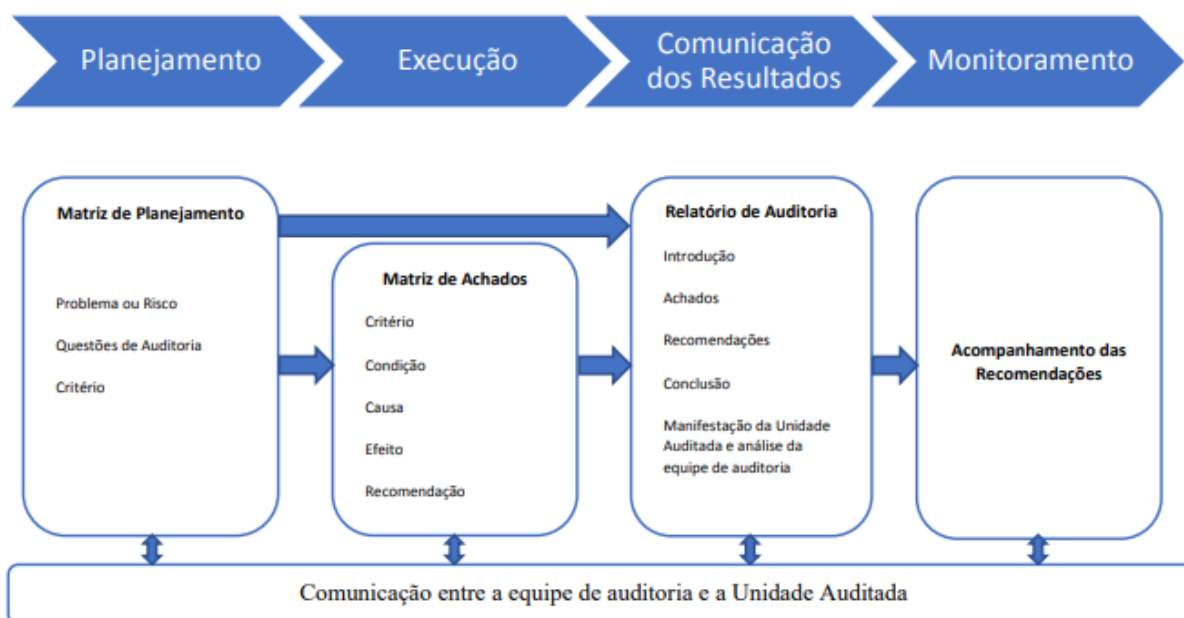 Planejamento
Execução
Comunicação
dos Resultados
Monitoramento
Matriz de Planejamento
Problema ou Risco
Questões de Auditoria
Critério
Matriz de Achados
Critério
Condição
Causa
Efeito
Recomendação
Relatório de Auditoria
Introdução
Achados
Recomendações
Conclusão
Manifestação da Unidade
Auditada e análise da
equipe de auditoria
Acompanhamento das
Recomendações
Comunicação entre a equipe de auditoria e a Unidade Auditada